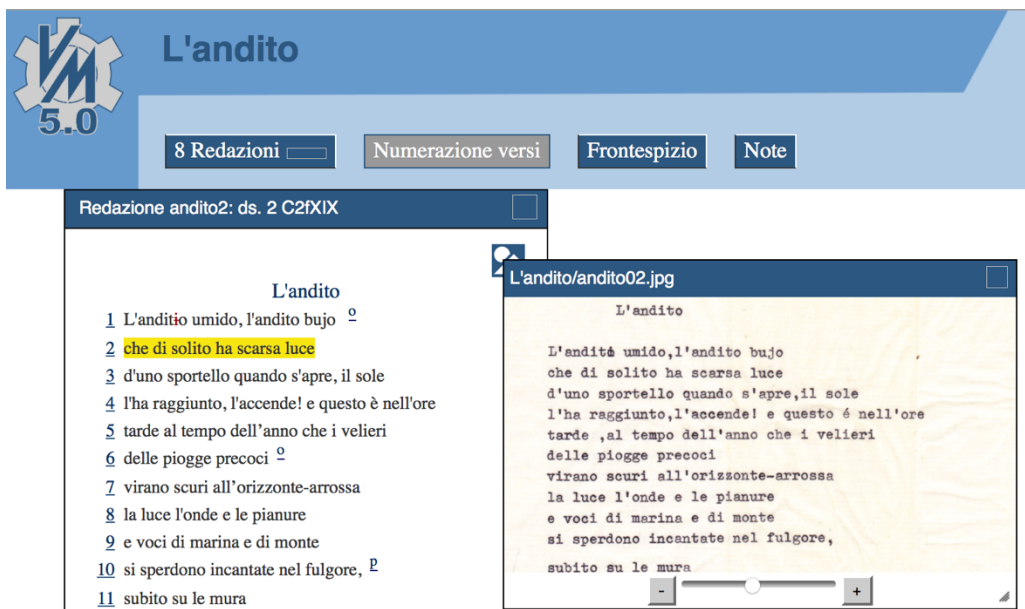 VM
5.0
L'andito
8 Redazioni
Numerazione versi
Frontespizio
Note
Redazione andito2: ds. 2 C2fXIX
L'andito
1 L'anditio umido, l'andito bujo o
2 che di solito ha scarsa luce
3 d'uno sportello quando s'apre, il sole
4 l'ha raggiunto, l'accende! e questo è nell'ore
5 tarde al tempo dell’anno che i velieri
6 delle piogge precoci o
7 virano scuri all’orizzonte-arrossa
8 la luce l'onde e le pianure
9 e voci di marina e di monte
10 si sperdono incantate nel fulgore, p
11 subito su le mura
L'andito/andito02.jpg
L'andito
L'andito umido,l'andito bujo
che di solito ha scarsa luce
d'uno sportello quando s'apre,il sole
l'ha raggiunto,l'accende! e questo é nell'ore
tarde ,al tempo dell'anno che i velieri
delle piogge precoci
virano scuri all'orizzonte-arrossa
la luce l'onde e le pianure
e voci di marina e di monte
si sperdono incantate nel fulgore,
subito su le mura
- +